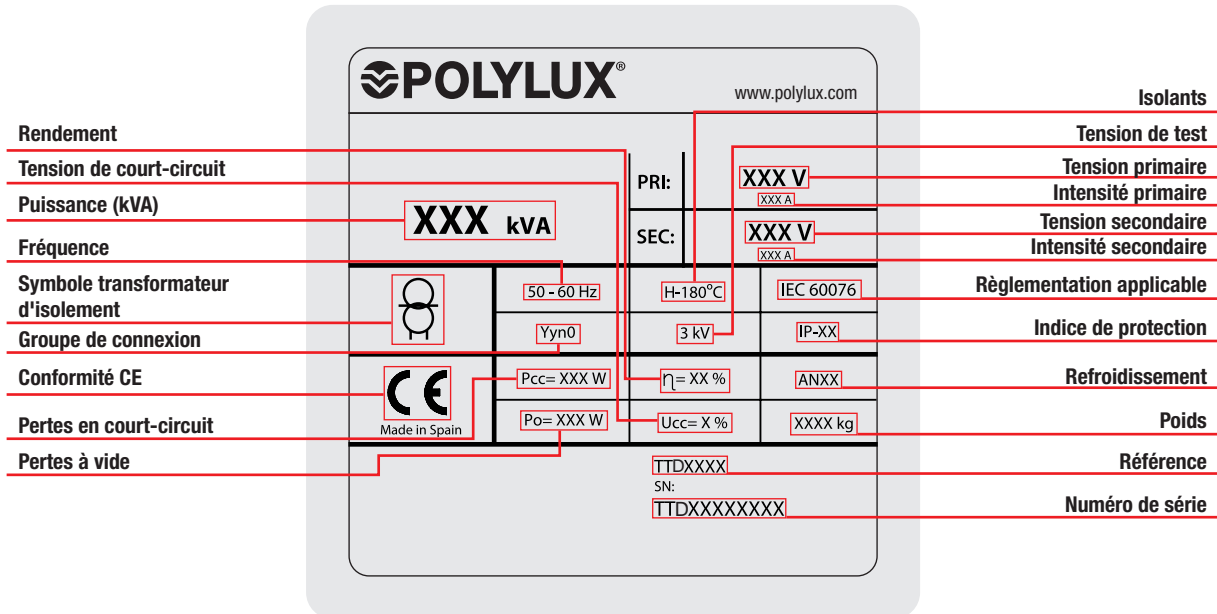 POLYLUX®
www.polylux.com
Rendement
Tension de court-circuit
Puissance (kVA)
Fréquence
Symbole transformateur
d'isolement
Groupe de connexion
Conformité CE
Pertes en court-circuit
Pertes à vide
XXX kVA
PRI:
XXX V
XXX A
SEC:
XXX V
XXX A
50 - 60 Hz
H-180°C
IEC 60076
Yyn0
3 kV
IP-XX
CE
Made in Spain
Pcc= XXX W
η= XX %
ANXX
Po= XXX W
Ucc= X %
XXXX kg
TTDXXXX
SN:
TTDXXXXXXXX
Isolants
Tension de test
Tension primaire
Intensité primaire
Tension secondaire
Intensité secondaire
Règlementation applicable
Indice de protection
Refroidissement
Poids
Référence
Numéro de série